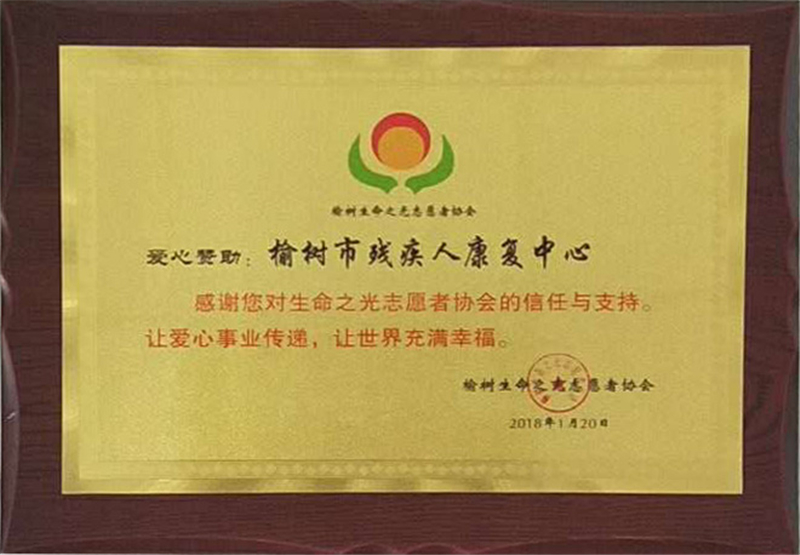 榆树生命之光志愿者协会
爱心赞助：榆树市残疾人康复中心
感谢您对生命之光志愿者协会的信任与支持。
让爱心事业传递，让世界充满幸福。
榆树生命之光志愿者协会
2018年1月20日